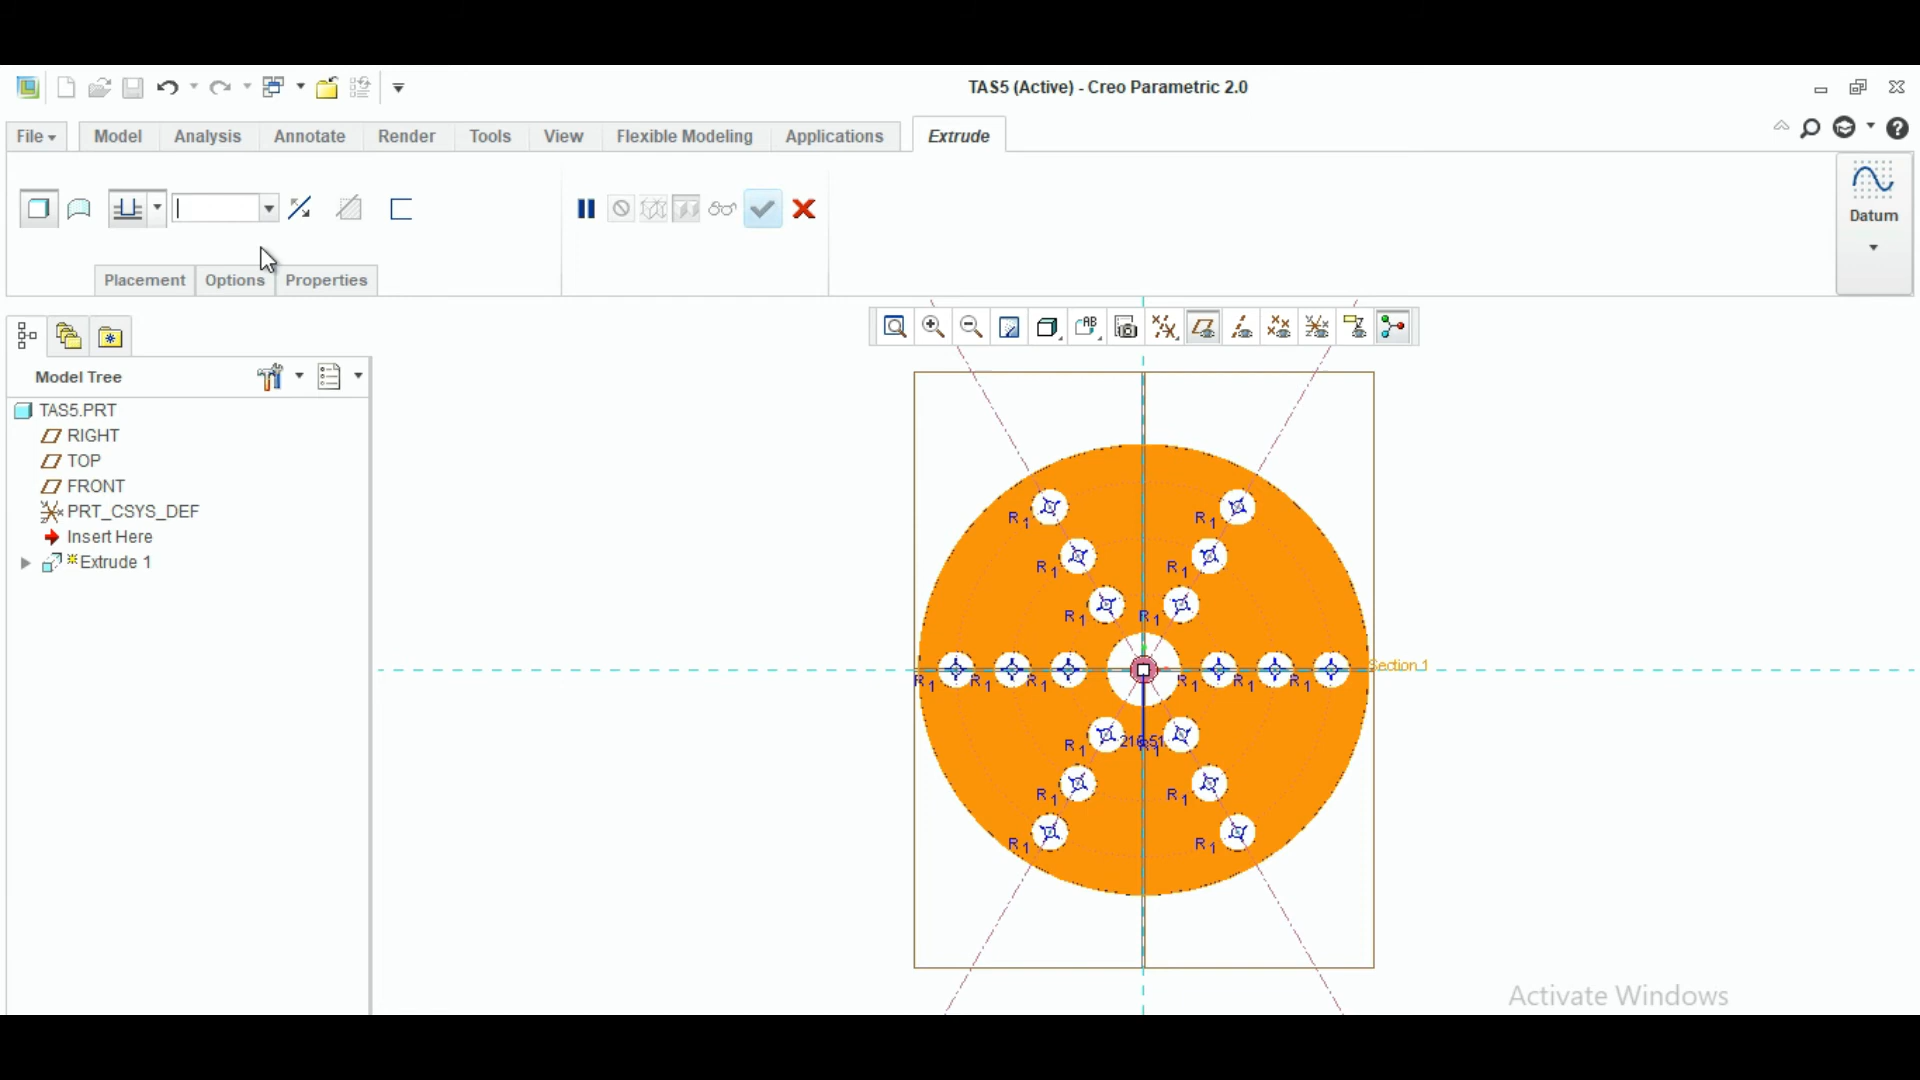 TAS5 (Active) - Creo Parametric 2.0
File Model Analysis Annotate Render Tools View Flexible Modeling Applications Extrude
Datum
Placement Options Properties
AB
Model Tree
TAS5.PRT
RIGHT
TOP
FRONT
PRT_CSYS_DEF
Insert Here
Extrude 1
R1 R1
R1 R1
R1 R1
Section 1
R1 R1 R1 R1 R1 R1
R1 R1
R1 R1
R1 R1
Activate Windows